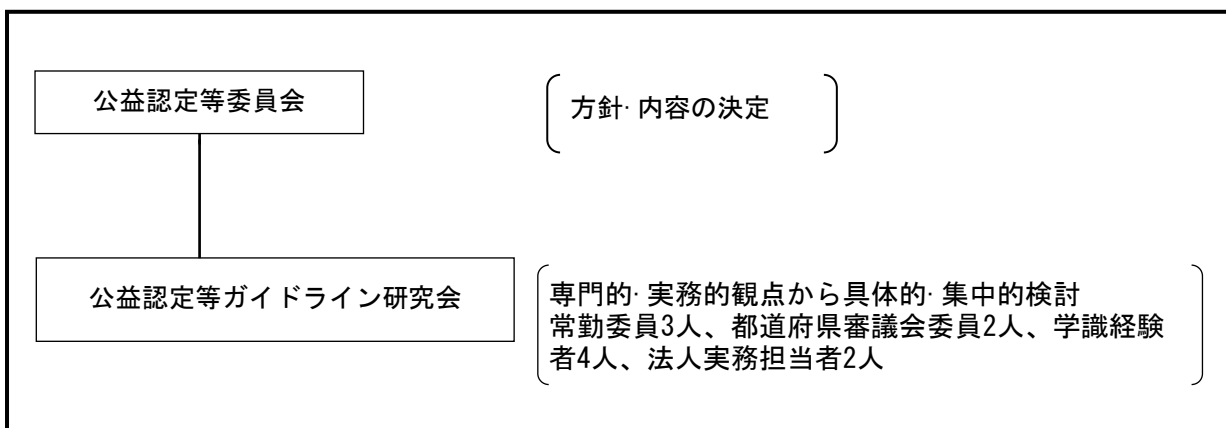 公益認定等委員会
方針・内容の決定
公益認定等ガイドライン研究会
専門的・実務的観点から具体的・集中的検討
常勤委員3人、都道府県審議会委員2人、学識経験
者4人、法人実務担当者2人